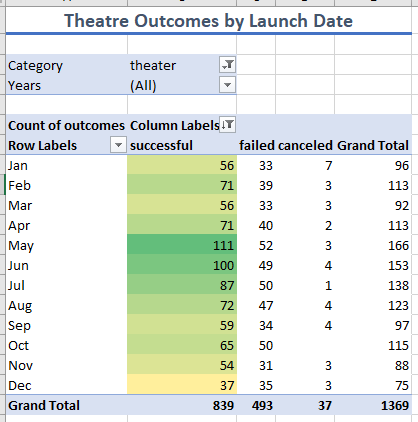 Theatre Outcomes by Launch Date
Category theater
Years (All)
Count of outcomes Column Labels
Row Labels successful failed canceled Grand Total
Jan 56 33 7 96
Feb 71 39 3 113
Mar 56 33 3 92
Apr 71 40 2 113
May 111 52 3 166
Jun 100 49 4 153
Jul 87 50 1 138
Aug 72 47 4 123
Sep 59 34 4 97
Oct 65 50 115
Nov 54 31 3 88
Dec 37 35 3 75
Grand Total 839 493 37 1369